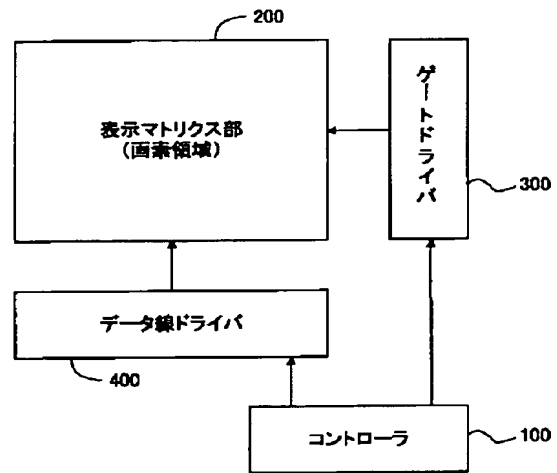 200
表示マトリクス部
(画素領域)
ゲートドライバ
300
データ線ドライバ
400
コントローラ
100